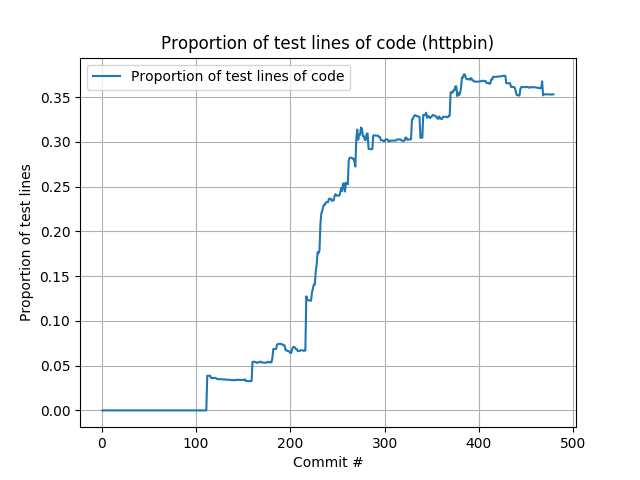 Proportion of test lines of code (httpbin)
Proportion of test lines of code
Proportion of test lines
0.35
0.30
0.25
0.20
0.15
0.10
0.05
0.00
0 100 200 300 400 500
Commit #